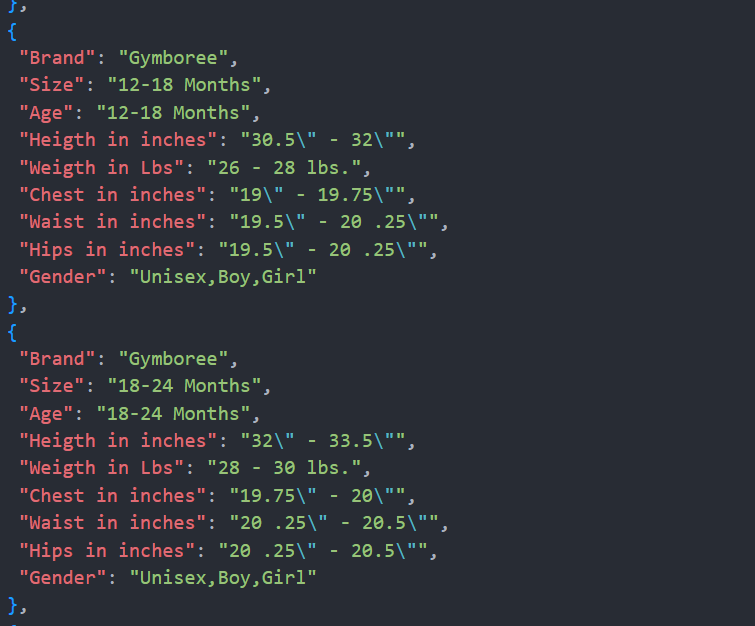 },
{
"Brand": "Gymboree",
"Size": "12-18 Months",
"Age": "12-18 Months",
"Heigth in inches": "30.5\" - 32\"",
"Weigth in Lbs": "26 - 28 lbs.",
"Chest in inches": "19\" - 19.75\"",
"Waist in inches": "19.5\" - 20 .25\"",
"Hips in inches": "19.5\" - 20 .25\"",
"Gender": "Unisex,Boy,Girl"
},
{
"Brand": "Gymboree",
"Size": "18-24 Months",
"Age": "18-24 Months",
"Heigth in inches": "32\" - 33.5\"",
"Weigth in Lbs": "28 - 30 lbs.",
"Chest in inches": "19.75\" - 20\"",
"Waist in inches": "20 .25\" - 20.5\"",
"Hips in inches": "20 .25\" - 20.5\"",
"Gender": "Unisex,Boy,Girl"
},